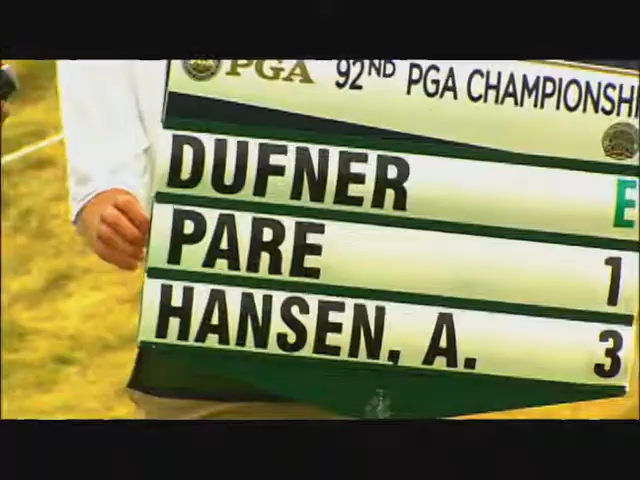 PGA 92ND PGA CHAMPIONSH
DUFNER E
PARE 1
HANSEN, A. 3